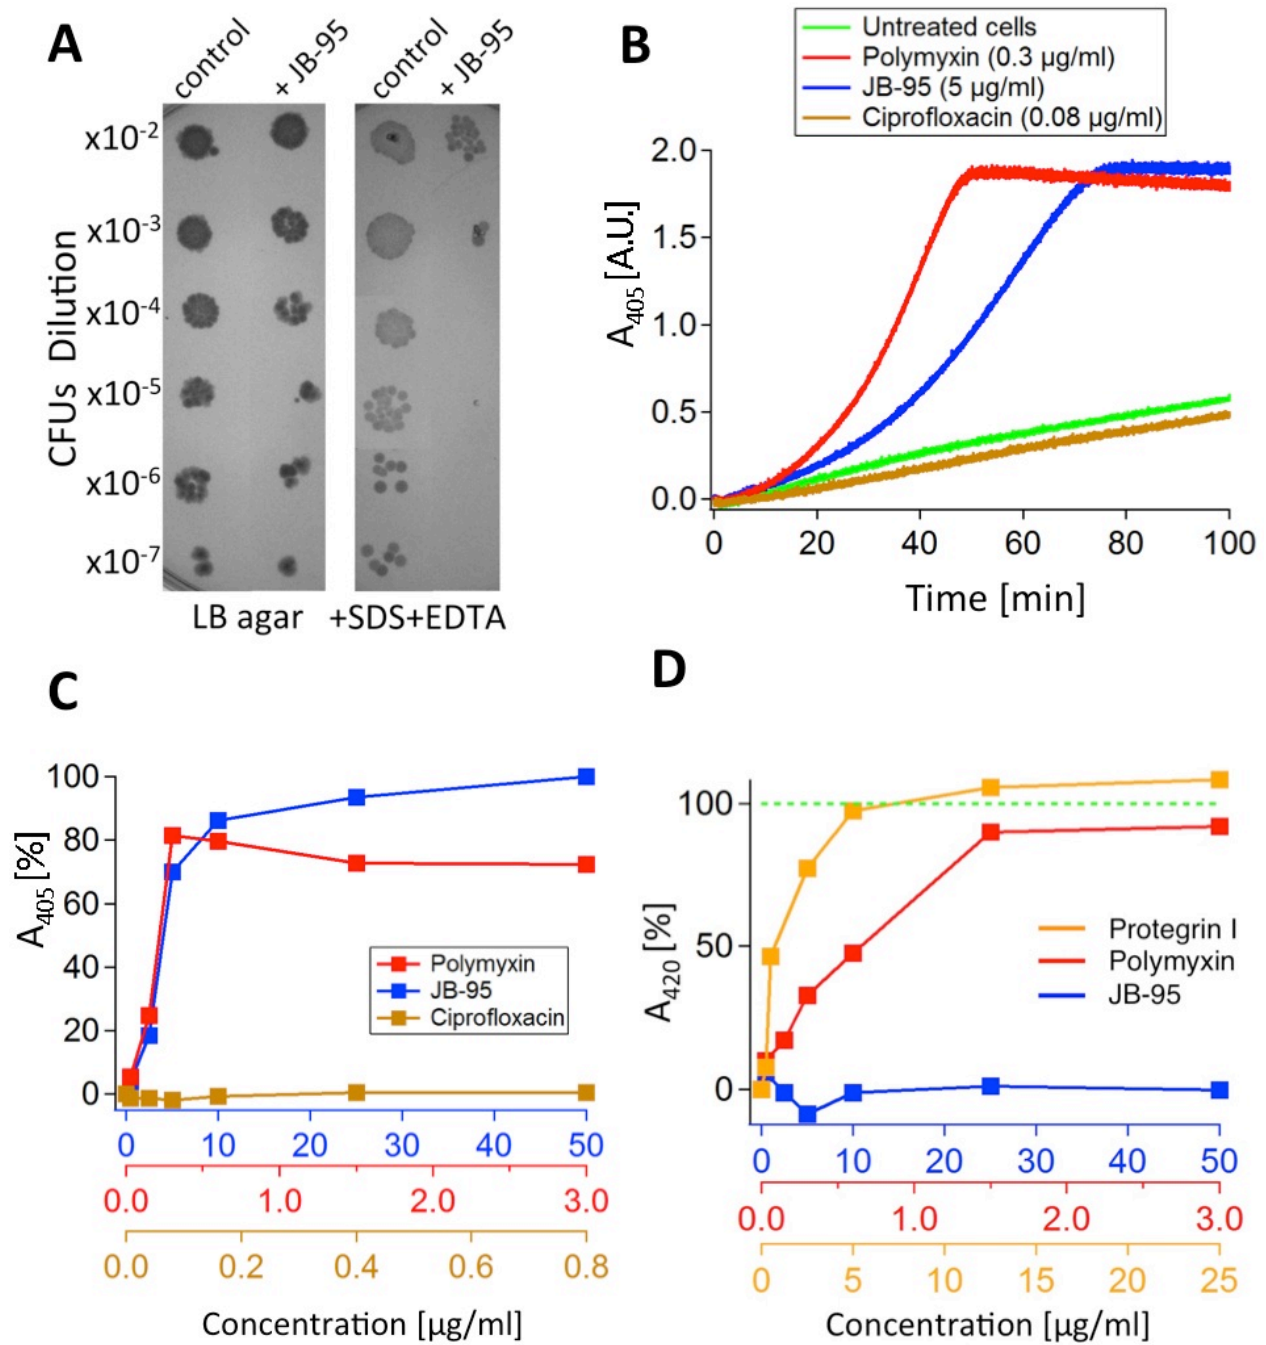 A
control + JB-95 control + JB-95
CFUs Dilution
x10-2
x10-3
x10-4
x10-5
x10-6
x10-7
LB agar +SDS+EDTA
B
Untreated cells
Polymyxin (0.3 µg/ml)
JB-95 (5 µg/ml)
Ciprofloxacin (0.08 µg/ml)
A405 [A.U.]
2.0
1.5
1.0
0.5
0.0
0 20 40 60 80 100
Time [min]
C
A405 [%]
100
80
60
40
20
0
Polymyxin
JB-95
Ciprofloxacin
0 10 20 30 40 50
0.0 1.0 2.0 3.0
0.0 0.2 0.4 0.6 0.8
Concentration [µg/ml]
D
A420 [%]
100
50
0
Protegrin I
Polymyxin
JB-95
0 10 20 30 40 50
0.0 1.0 2.0 3.0
0 5 10 15 20 25
Concentration [µg/ml]